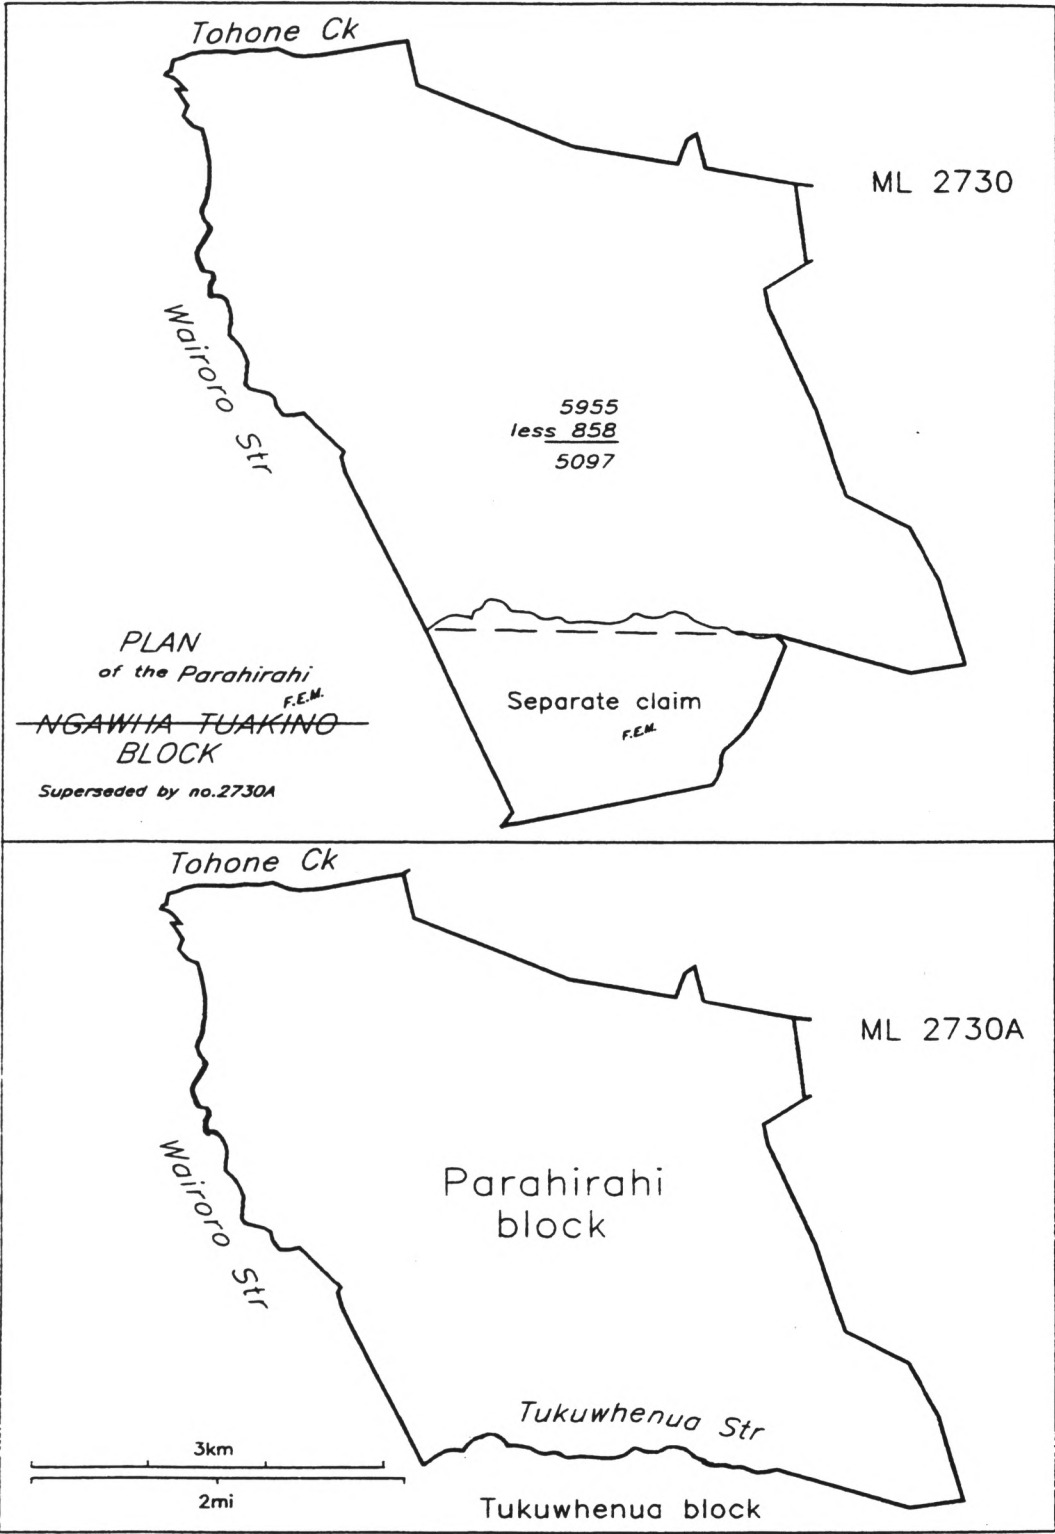 Tohone Ck
ML 2730
Wairoro Str
5955
less 858
5097
PLAN
of the Parahirahi
F.E.M.
NGAWHA TUAKINO
BLOCK
Superseded by no.2730A
Separate claim
F.E.M.
Tohone Ck
ML 2730A
Wairoro Str
Parahirahi
block
Tukuwhenua Str
3km
2mi
Tukuwhenua block